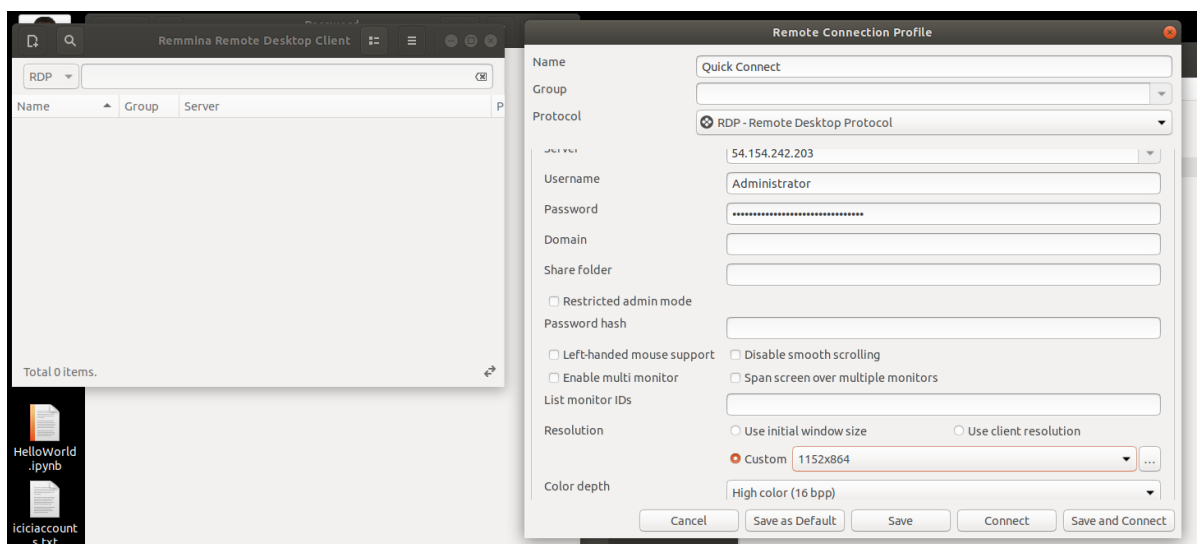 Remmina Remote Desktop Client
RDP
Name Group Server P
Total 0 items.
HelloWorld
.ipynb
iciciaccount
s.txt
Remote Connection Profile
Name Quick Connect
Group
Protocol RDP - Remote Desktop Protocol
Server 54.154.242.203
Username Administrator
Password ••••••••••••••••••••••••••••••••
Domain
Share folder
Restricted admin mode
Password hash
Left-handed mouse support Disable smooth scrolling
Enable multi monitor Span screen over multiple monitors
List monitor IDs
Resolution Use initial window size Use client resolution
Custom 1152x864 ...
Color depth High color (16 bpp)
Cancel Save as Default Save Connect Save and Connect